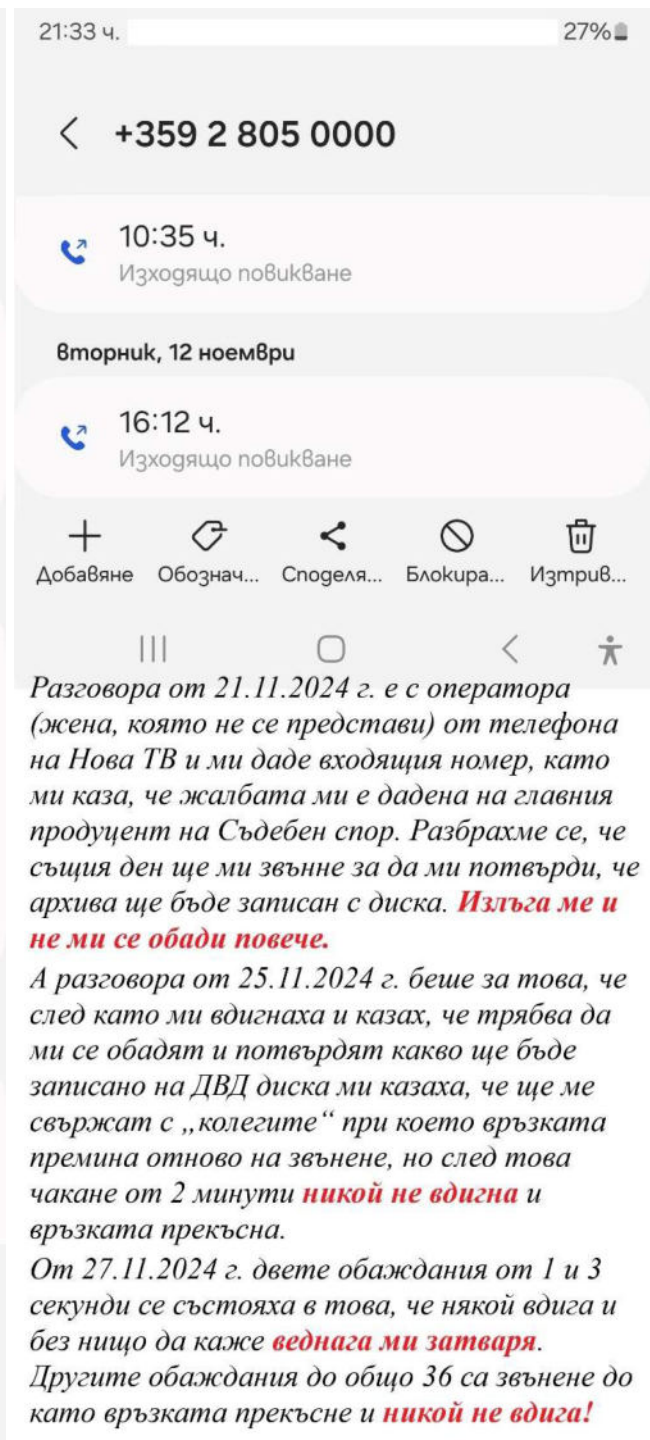 21:33 ч. 27%
+359 2 805 0000
10:35 ч.
Изходящо повикване
вторник, 12 ноември
16:12 ч.
Изходящо повикване
Добавяне Обознач... Споделя... Блокира... Изтрив...
Разговора от 21.11.2024 г. е с оператора
(жена, която не се представи) от телефона
на Нова ТВ и ми даде входящия номер, като
ми каза, че жалбата ми е дадена на главния
продуцент на Съдебен спор. Разбрахме се, че
същия ден ще ми звънне за да ми потвърди, че
архива ще бъде записан с диска. Излъга ме и
не ми се обади повече.
А разговора от 25.11.2024 г. беше за това, че
след като ми вдигнаха и казах, че трябва да
ми се обадят и потвърдят какво ще бъде
записано на ДВД диска ми казаха, че ще ме
свържат с „колегите“ при което връзката
премина отново на звънене, но след това
чакане от 2 минути никой не вдигна и
връзката прекъсна.
От 27.11.2024 г. двете обаждания от 1 и 3
секунди се състояха в това, че някой вдига и
без нищо да каже веднага ми затваря.
Другите обаждания до общо 36 са звънене до
като връзката прекъсне и никой не вдига!